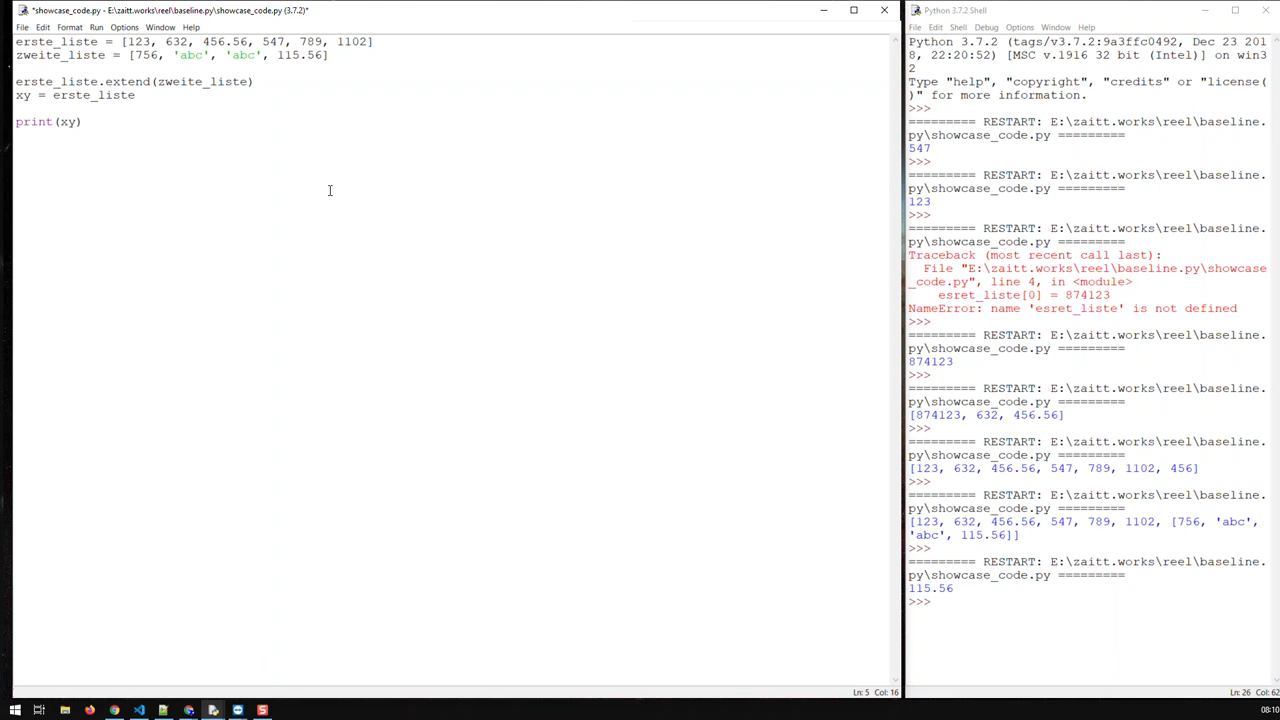 *showcase_code.py - E:\zaitt.works\reel\baseline.py\showcase_code.py (3.7.2)*
File Edit Format Run Options Window Help
erste_liste = [123, 632, 456.56, 547, 789, 1102]
zweite_liste = [756, 'abc', 'abc', 115.56]
erste_liste.extend(zweite_liste)
xy = erste_liste
print(xy)
Ln: 5 Col: 16
Python 3.7.2 Shell
File Edit Shell Debug Options Window Help
Python 3.7.2 (tags/v3.7.2:9a3ffc0492, Dec 23 201
8, 22:20:52) [MSC v.1916 32 bit (Intel)] on win3
2
Type "help", "copyright", "credits" or "license(
)" for more information.
>>>
========= RESTART: E:\zaitt.works\reel\baseline.
py\showcase_code.py =========
547
>>>
========= RESTART: E:\zaitt.works\reel\baseline.
py\showcase_code.py =========
123
>>>
========= RESTART: E:\zaitt.works\reel\baseline.
py\showcase_code.py =========
Traceback (most recent call last):
File "E:\zaitt.works\reel\baseline.py\showcase
_code.py", line 4, in <module>
esret_liste[0] = 874123
NameError: name 'esret_liste' is not defined
>>>
========= RESTART: E:\zaitt.works\reel\baseline.
py\showcase_code.py =========
874123
>>>
========= RESTART: E:\zaitt.works\reel\baseline.
py\showcase_code.py =========
[874123, 632, 456.56]
>>>
========= RESTART: E:\zaitt.works\reel\baseline.
py\showcase_code.py =========
[123, 632, 456.56, 547, 789, 1102, 456]
>>>
========= RESTART: E:\zaitt.works\reel\baseline.
py\showcase_code.py =========
[123, 632, 456.56, 547, 789, 1102, [756, 'abc',
'abc', 115.56]]
>>>
========= RESTART: E:\zaitt.works\reel\baseline.
py\showcase_code.py =========
115.56
>>>
Ln: 26 Col: 62
08:10